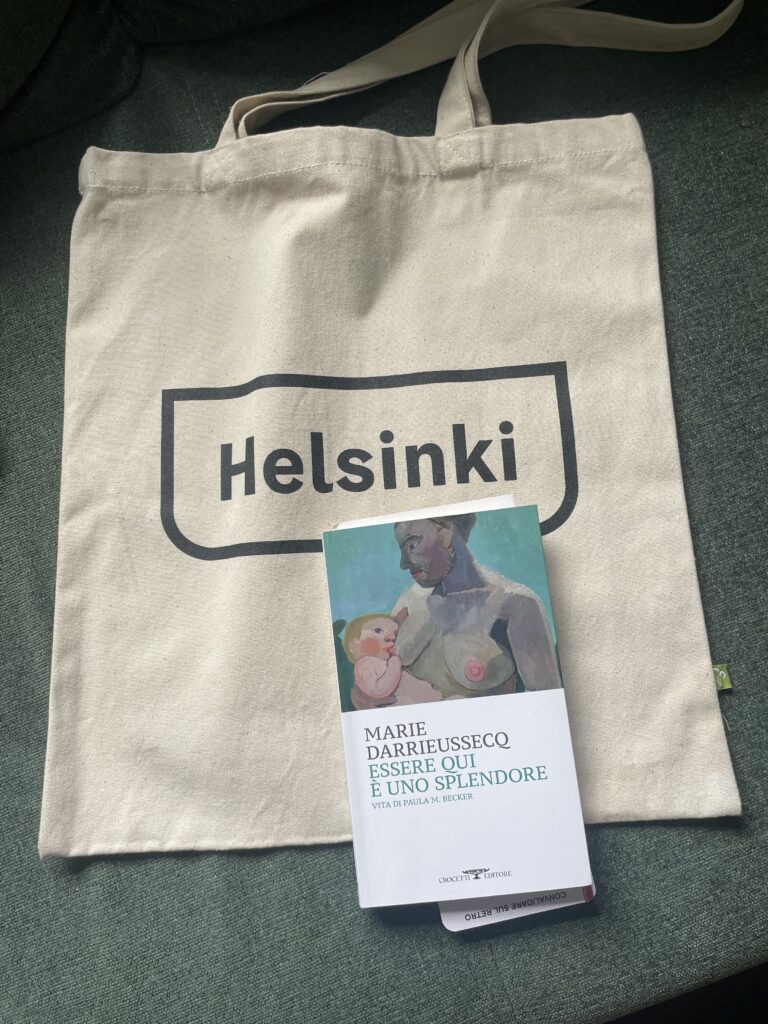 Helsinki
MARIE
DARRIEUSSECQ
ESSERE QUI
È UNO SPLENDORE
VITA DI PAULA M. BECKER
CROCETTI EDITORE
CONVALIDARE SUL RETRO